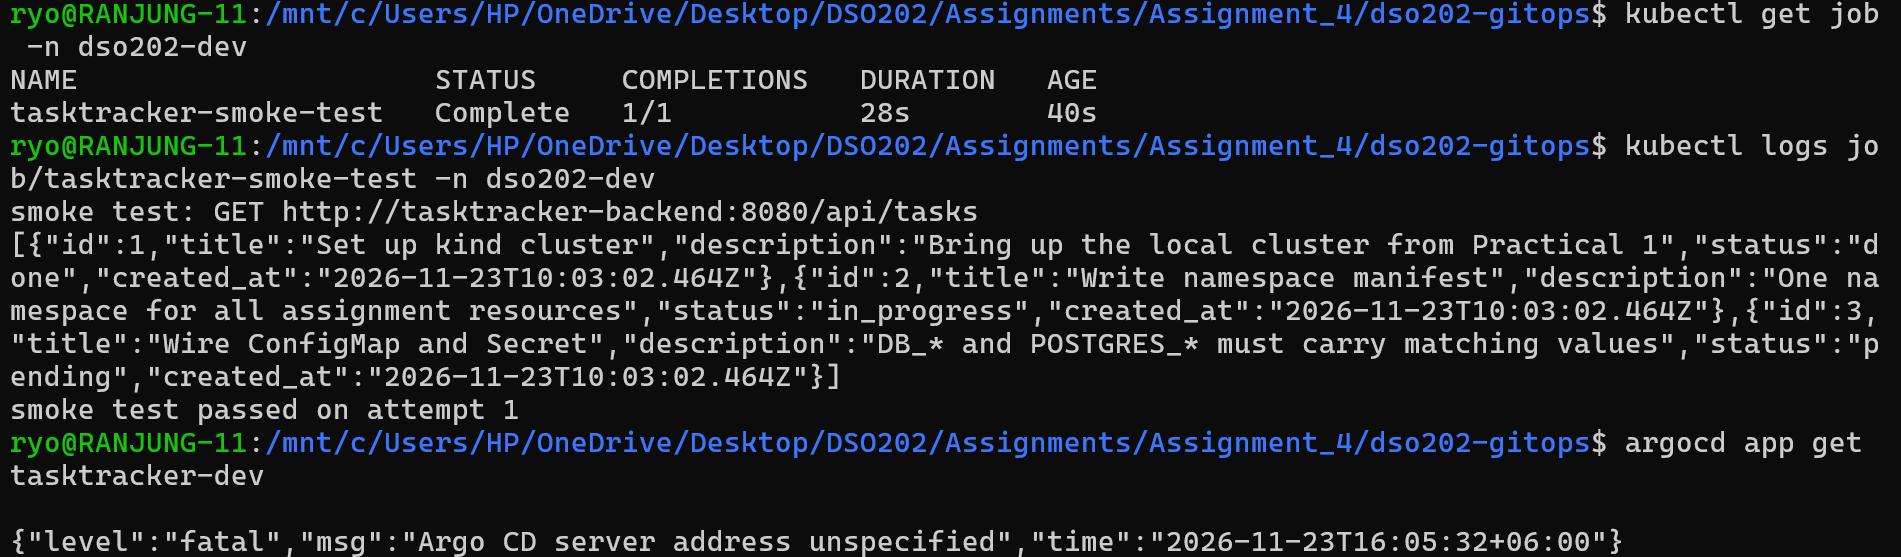 ryo@RANJUNG-11:/mnt/c/Users/HP/OneDrive/Desktop/DSO202/Assignments/Assignment_4/dso202-gitops$ kubectl get job
 -n dso202-dev
NAME                     STATUS     COMPLETIONS   DURATION   AGE
tasktracker-smoke-test   Complete   1/1           28s        40s
ryo@RANJUNG-11:/mnt/c/Users/HP/OneDrive/Desktop/DSO202/Assignments/Assignment_4/dso202-gitops$ kubectl logs jo
b/tasktracker-smoke-test -n dso202-dev
smoke test: GET http://tasktracker-backend:8080/api/tasks
[{"id":1,"title":"Set up kind cluster","description":"Bring up the local cluster from Practical 1","status":"d
one","created_at":"2026-11-23T10:03:02.464Z"},{"id":2,"title":"Write namespace manifest","description":"One na
mespace for all assignment resources","status":"in_progress","created_at":"2026-11-23T10:03:02.464Z"},{"id":3,
"title":"Wire ConfigMap and Secret","description":"DB_* and POSTGRES_* must carry matching values","status":"p
ending","created_at":"2026-11-23T10:03:02.464Z"}]
smoke test passed on attempt 1
ryo@RANJUNG-11:/mnt/c/Users/HP/OneDrive/Desktop/DSO202/Assignments/Assignment_4/dso202-gitops$ argocd app get
tasktracker-dev
{"level":"fatal","msg":"Argo CD server address unspecified","time":"2026-11-23T16:05:32+06:00"}